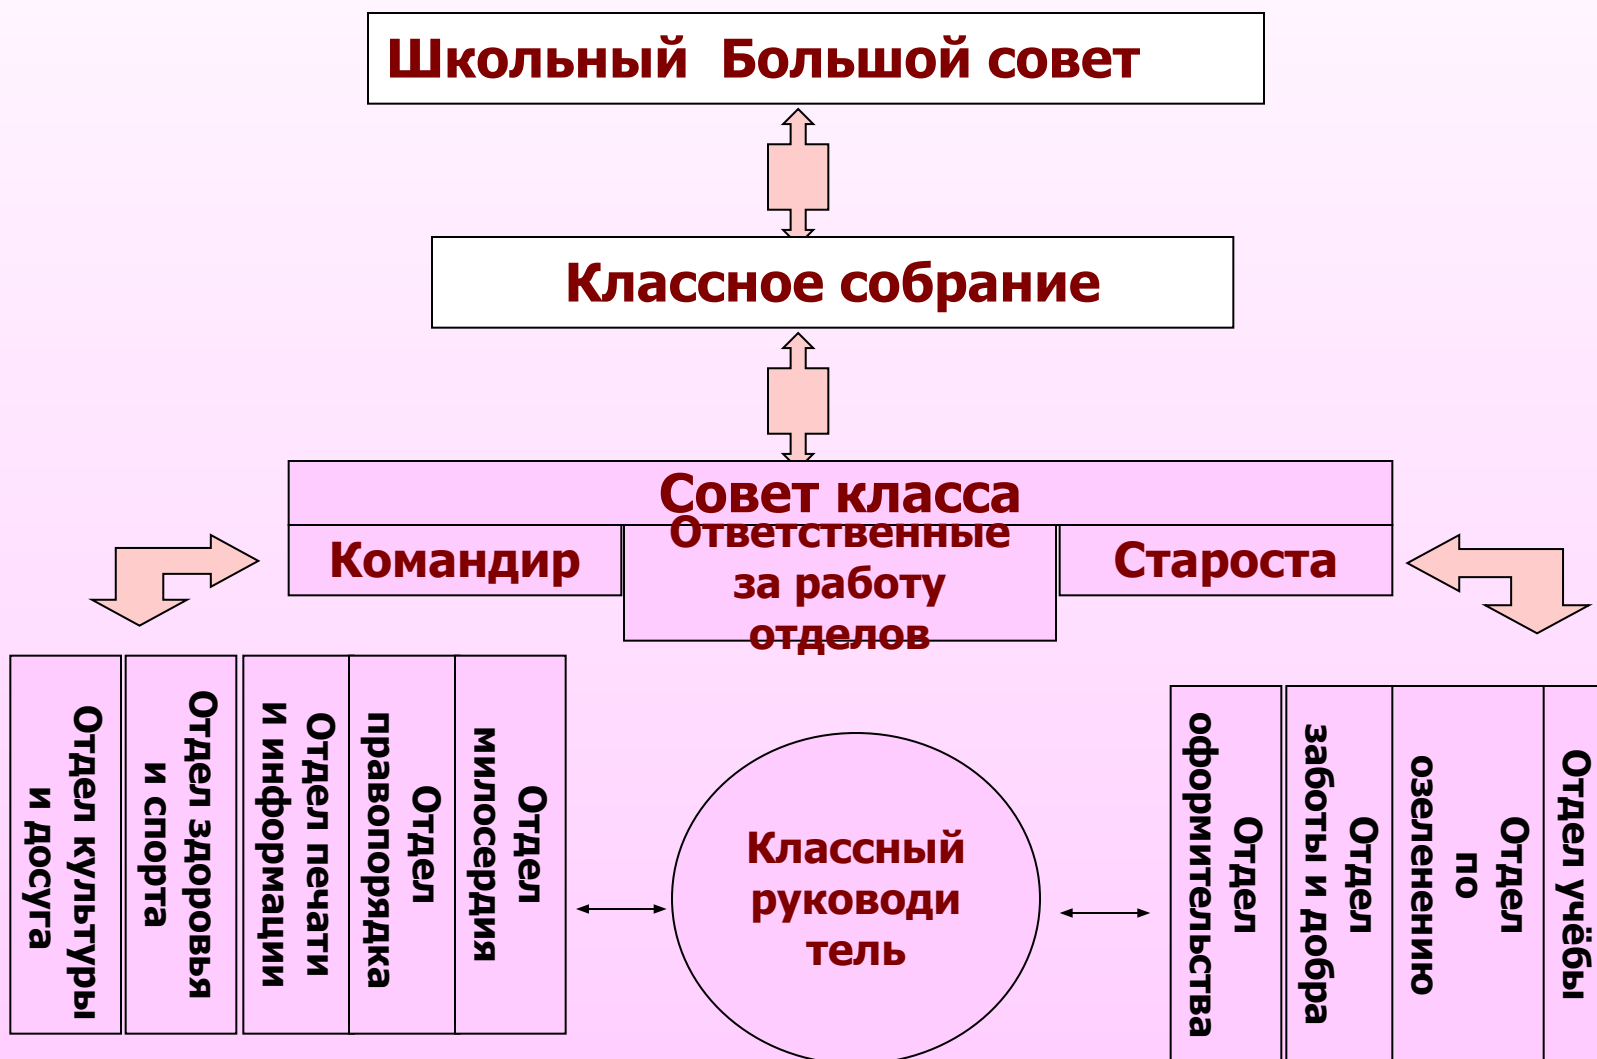 Школьный Большой совет
Классное собрание
Совет класса
Командир
Ответственные
за работу
отделов
Староста
Отдел культуры
и досуга
Отдел здоровья
и спорта
Отдел печати
и информации
Отдел
правопорядка
Отдел
милосердия
Классный
руководи
тель
Отдел
оформительства
Отдел
заботы и добра
Отдел
по
озеленению
Отдел учёбы